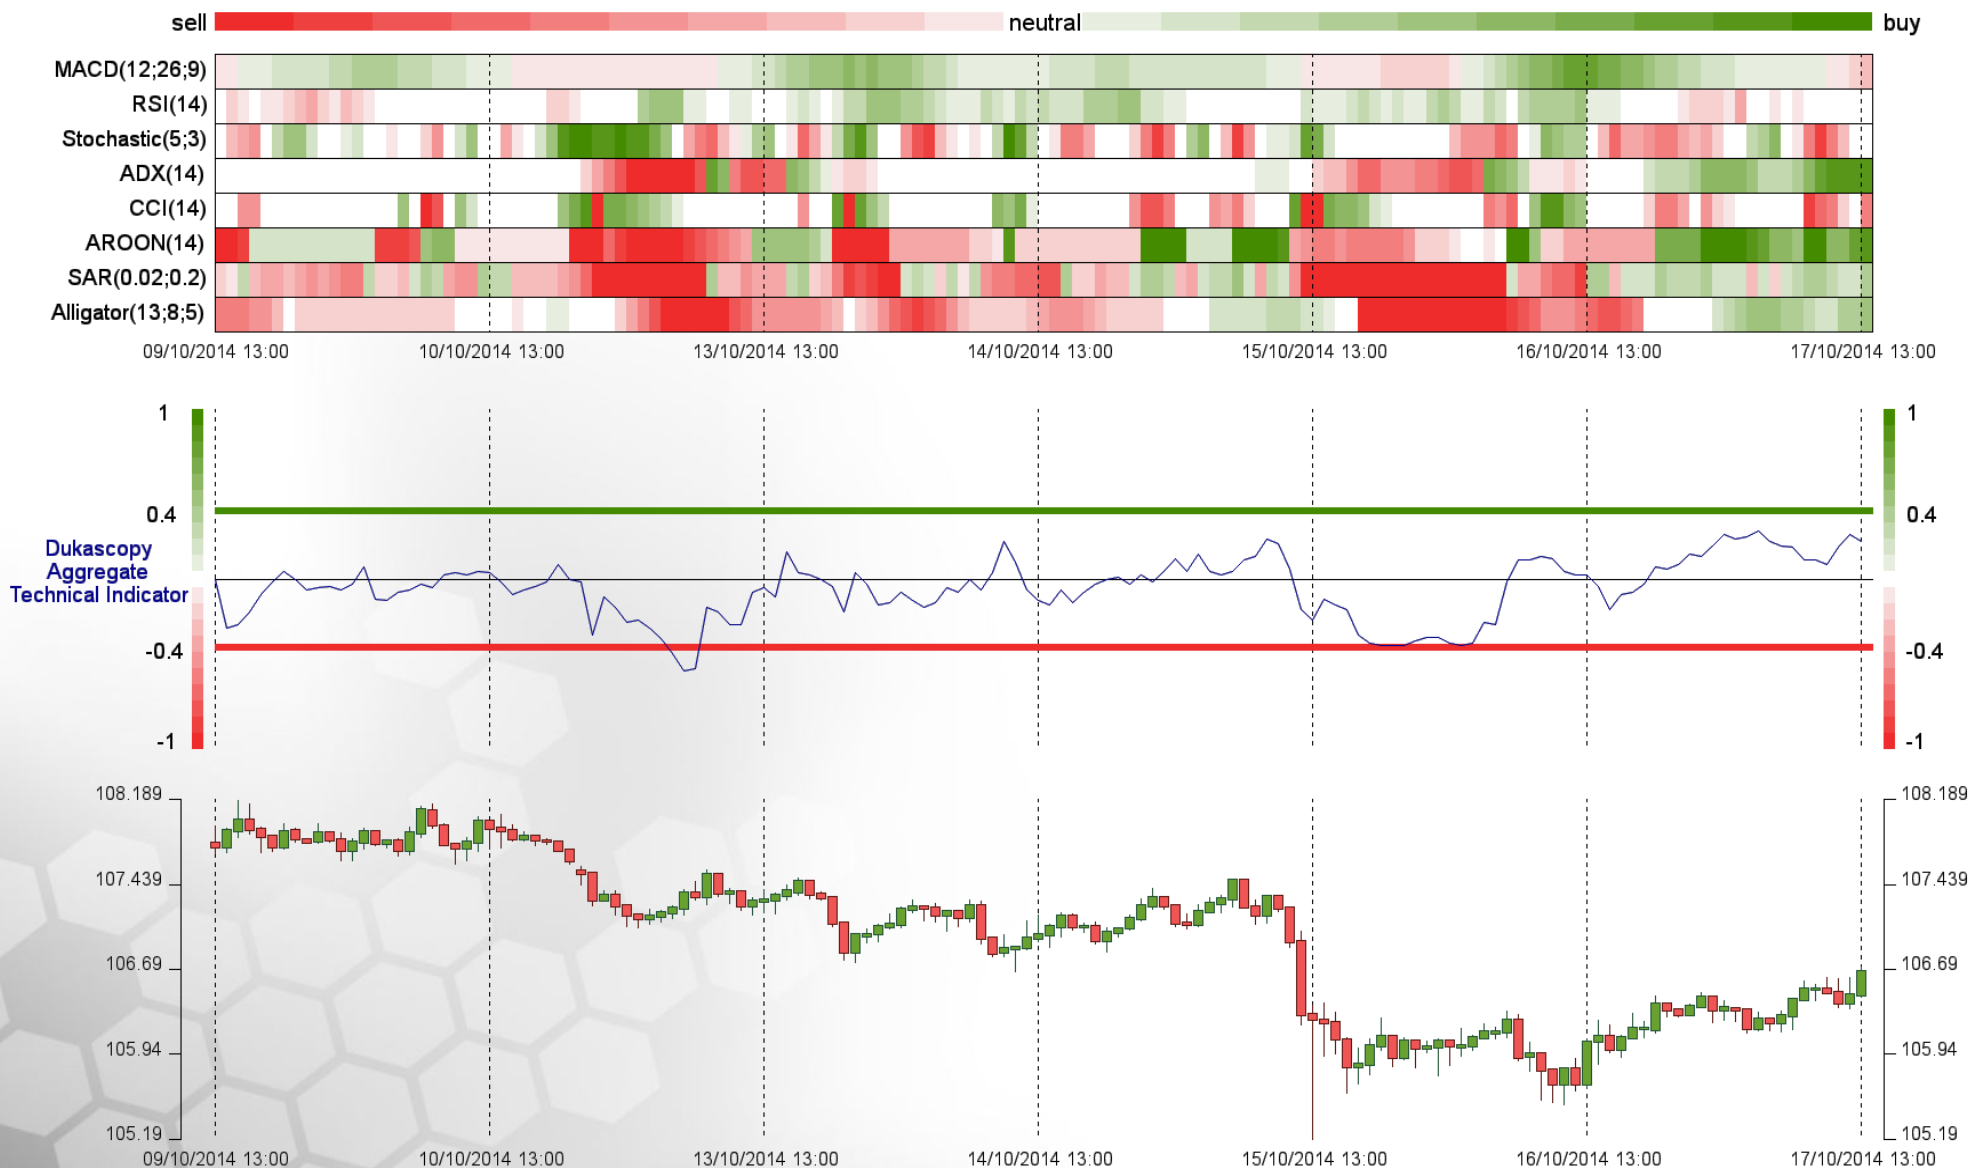 sell neutral buy
MACD(12;26;9)
RSI(14)
Stochastic(5;3)
ADX(14)
CCI(14)
AROON(14)
SAR(0.02;0.2)
Alligator(13;8;5)
09/10/2014 13:00 10/10/2014 13:00 13/10/2014 13:00 14/10/2014 13:00 15/10/2014 13:00 16/10/2014 13:00 17/10/2014 13:00
1 1
0.4 0.4
Dukascopy
Aggregate
Technical Indicator
-0.4 -0.4
-1 -1
108.189 108.189
107.439 107.439
106.69 106.69
105.94 105.94
105.19 105.19
09/10/2014 13:00 10/10/2014 13:00 13/10/2014 13:00 14/10/2014 13:00 15/10/2014 13:00 16/10/2014 13:00 17/10/2014 13:00